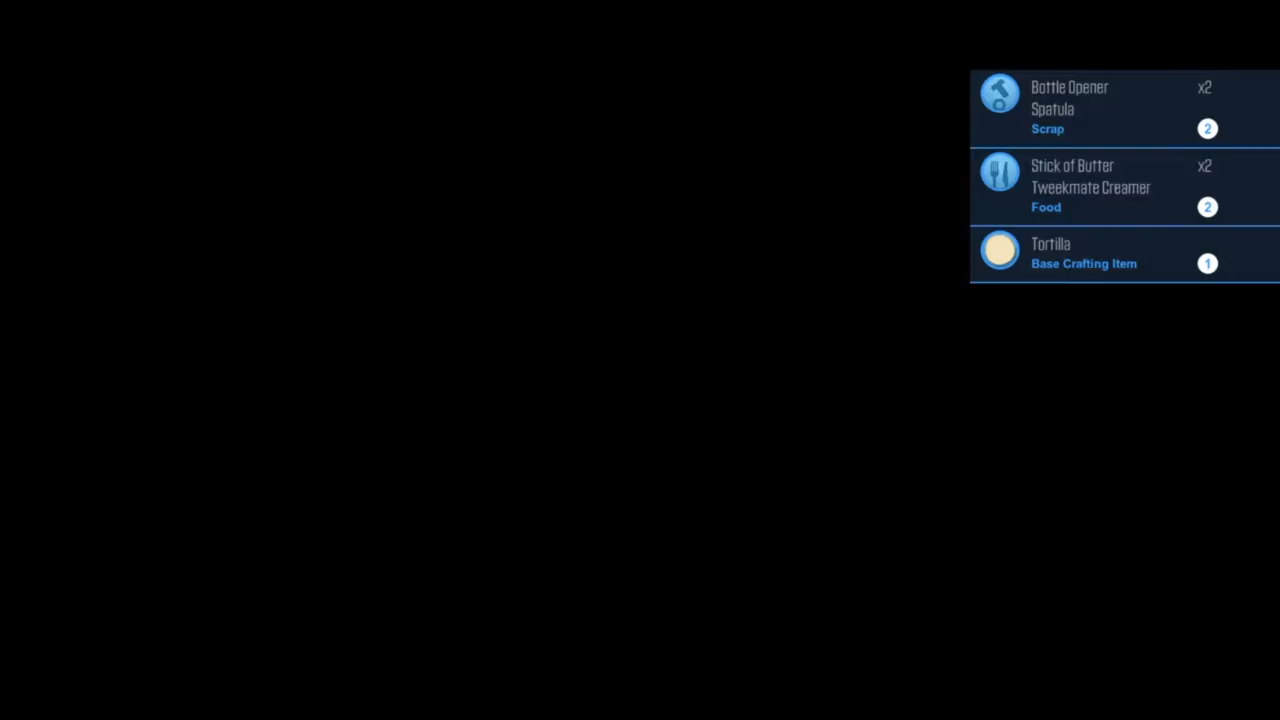 Bottle Opener x2
Spatula
Scrap 2
Stick of Butter x2
Tweekmate Creamer
Food 2
Tortilla
Base Crafting Item 1